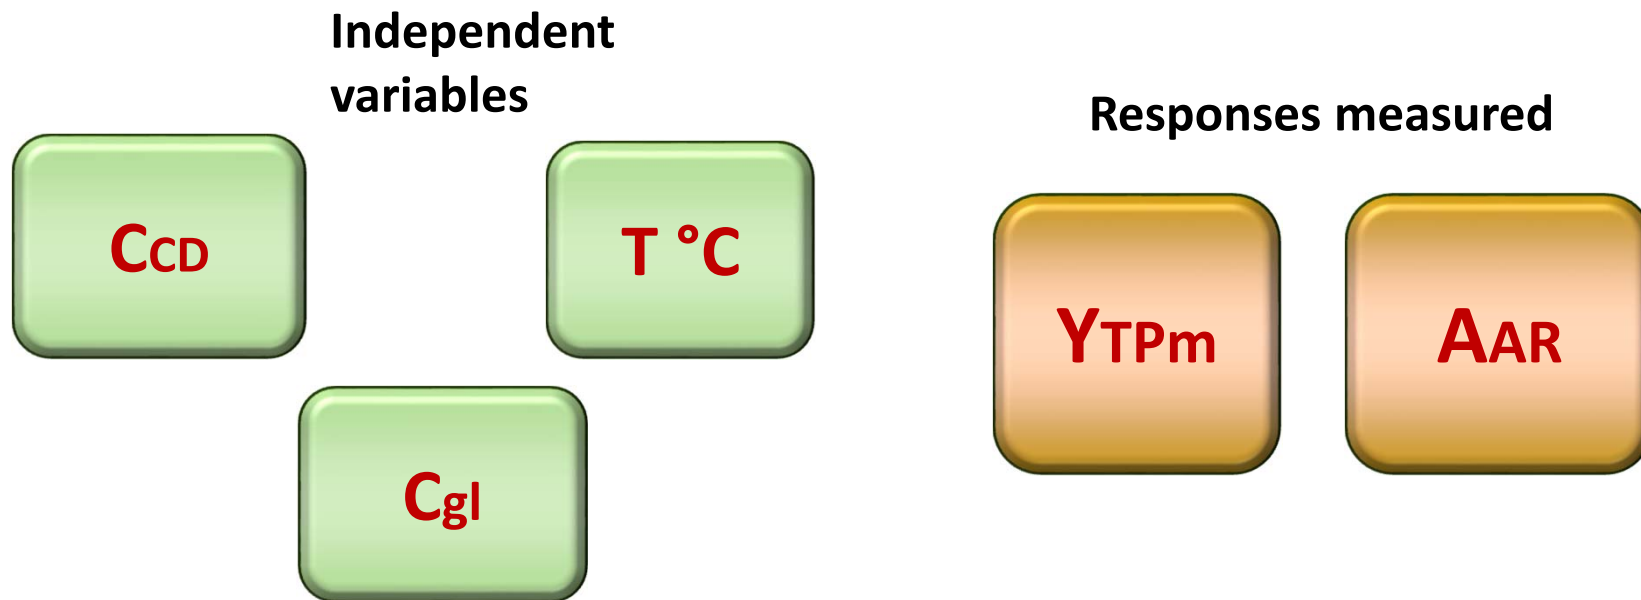 Independent
variables
Responses measured
CCD
T °C
YTPm
AAR
Cgl